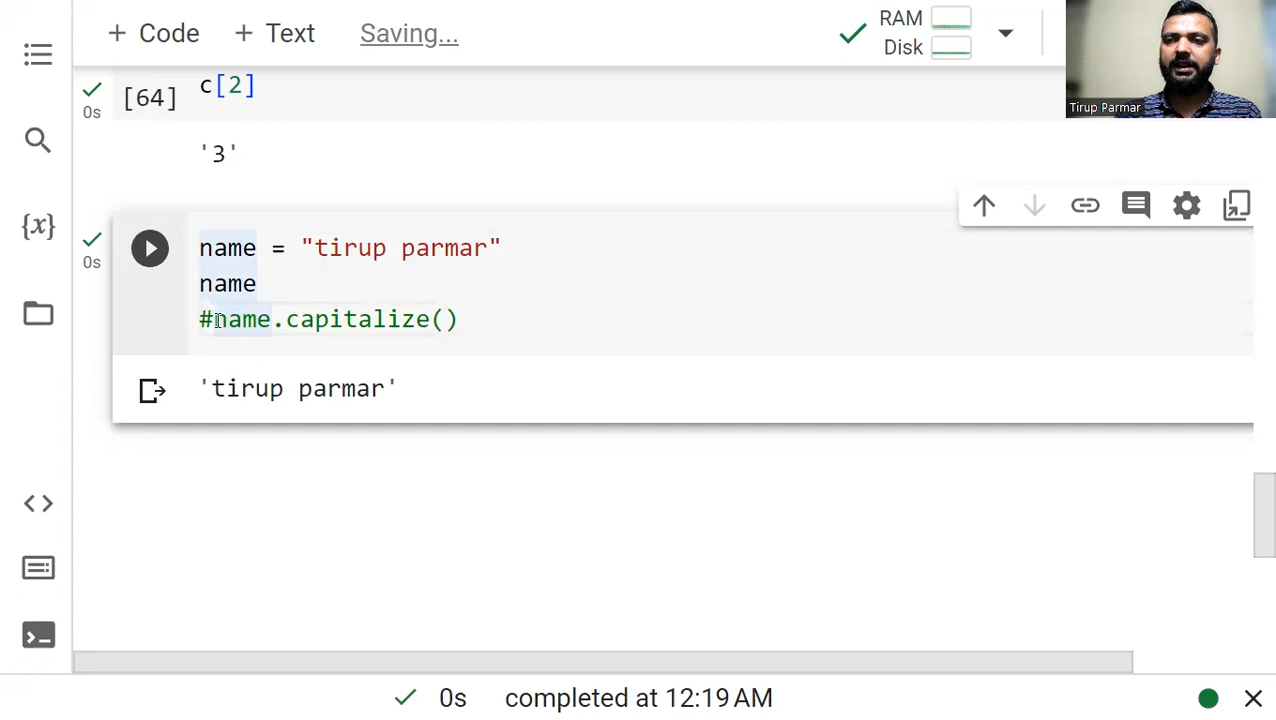 + Code + Text Saving...
RAM
Disk
Tirup Parmar
c[2]
[64]
0s
'3'
{x}
0s
name = "tirup parmar"
name
#name.capitalize()
'tirup parmar'
0s completed at 12:19 AM